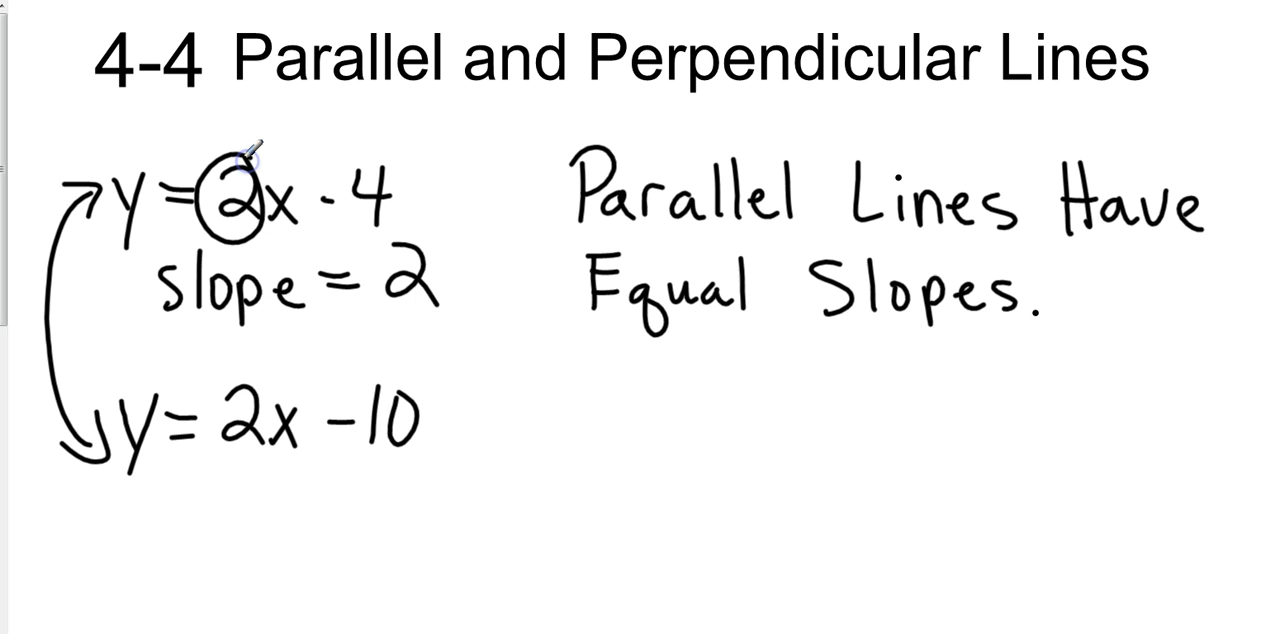 4-4 Parallel and Perpendicular Lines
y=2x - 4
slope = 2
y= 2x -10
Parallel Lines Have
Equal Slopes.